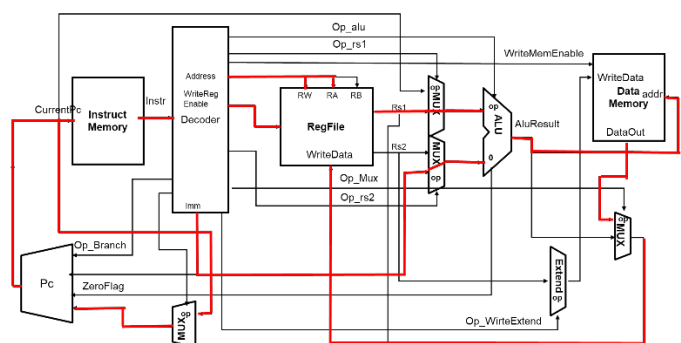 Op_alu
Op_rs1
WriteMemEnable
Address
WriteReg
Enable
Decoder
Imm
CurrentPc
Instruct
Memory
Instr
RW
RA
RB
RegFile
WriteData
Rs1
Rs2
op
MUX
MUX
op
op
ALU
0
AluResult
WriteData
Data
Memory
addr
DataOut
Op_Mux
Op_rs2
op
MUX
Op_Branch
Pc
ZeroFlag
op
MUX
Extend
op
Op_WirteExtend